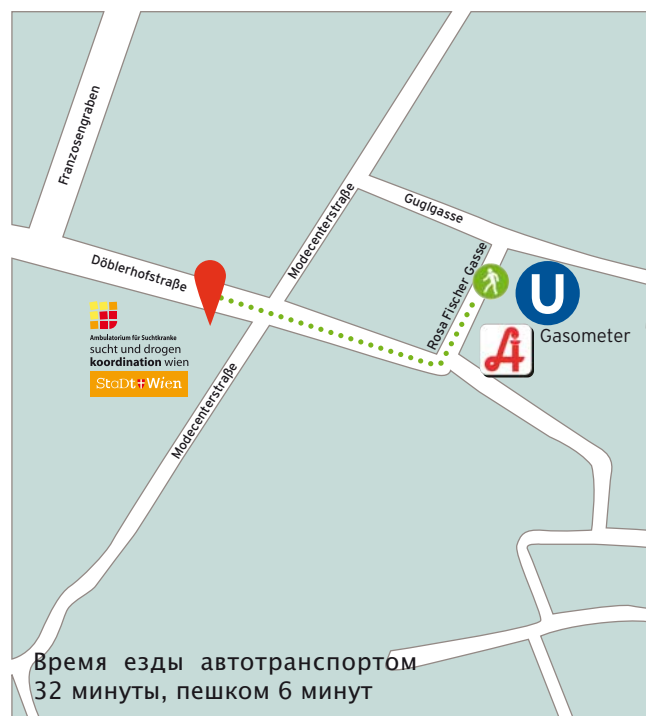 Franzosengraben
Guglgasse
Modecenterstraße
Rosa Fischer Gasse
Döblerhofstraße
U
Gasometer
A
Ambulatorium für Suchtkranke
sucht und drogen
koordination wien
StaDt Wien
Modecenterstraße
Время езды автотранспортом
32 минуты, пешком 6 минут